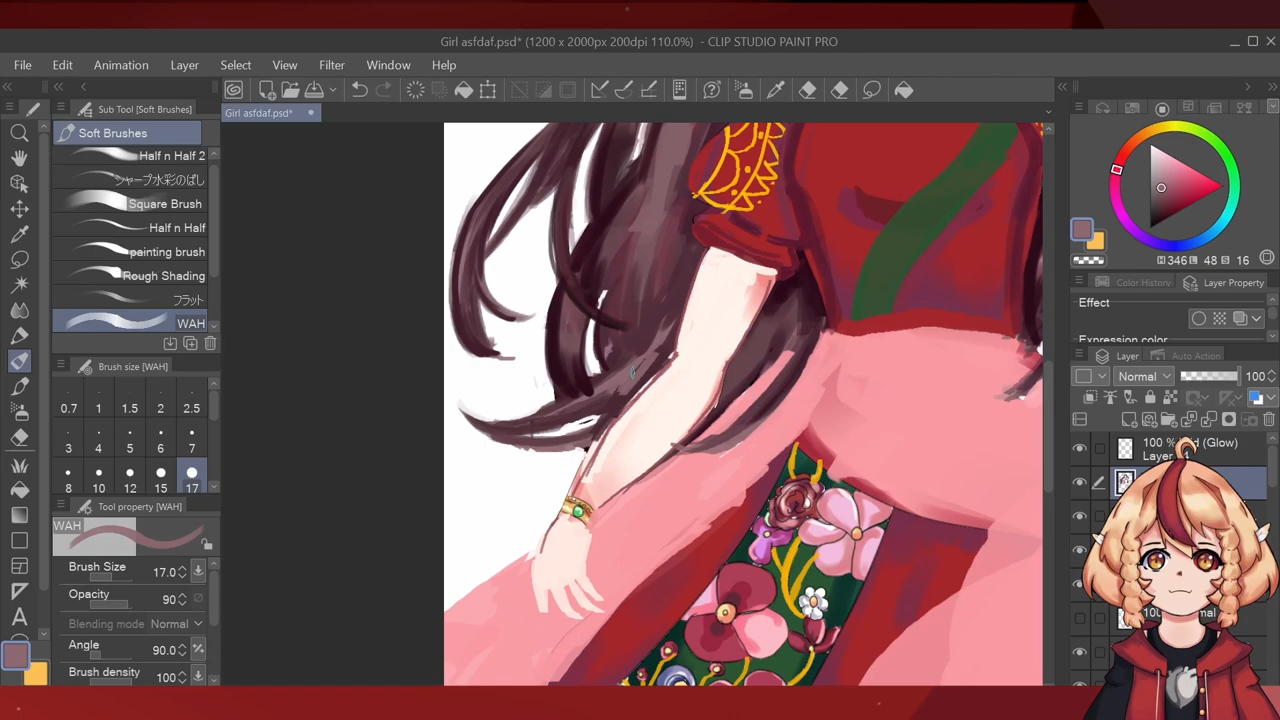 Girl asfdaf.psd* (1200 x 2000px 200dpi 110.0%) - CLIP STUDIO PAINT PRO
File Edit Animation Layer Select View Filter Window Help
Girl asfdaf.psd*
Sub Tool [Soft Brushes]
Soft Brushes
Half n Half 2
シャープ水彩のばし
Square Brush
Half n Half
painting brush
Rough Shading
フラット
WAH
Brush size [WAH]
0.7 1 1.5 2 2.5
3 4 5 6 7
8 10 12 15 17
Tool property [WAH]
WAH
Brush Size 17.0
Opacity 90
Blending mode Normal
Angle 90.0
Brush density 100
H 346 L 48 S 16
Color History Layer Property
Effect
Expression color
Layer Auto Action
Normal 100